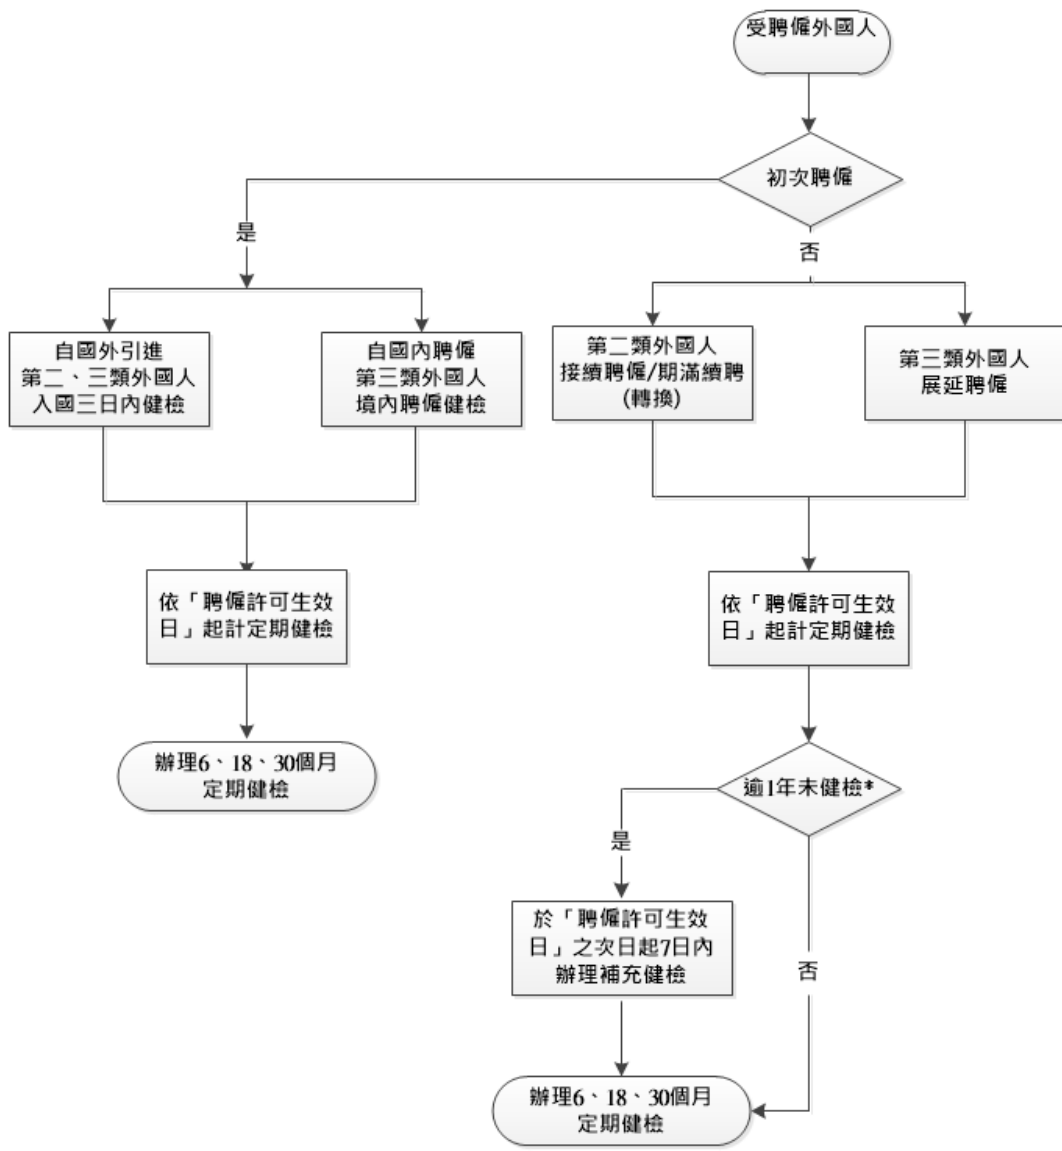 受聘僱外國人
初次聘僱
是
否
自國外引進
第二、三類外國人
入國三日內健檢
自國內聘僱
第三類外國人
境內聘僱健檢
第二類外國人
接續聘僱/期滿續聘
(轉換)
第三類外國人
展延聘僱
依「聘僱許可生效
日」起計定期健檢
依「聘僱許可生效
日」起計定期健檢
辦理6、18、30個月
定期健檢
逾1年未健檢*
是
否
於「聘僱許可生效
日」之次日起7日內
辦理補充健檢
辦理6、18、30個月
定期健檢